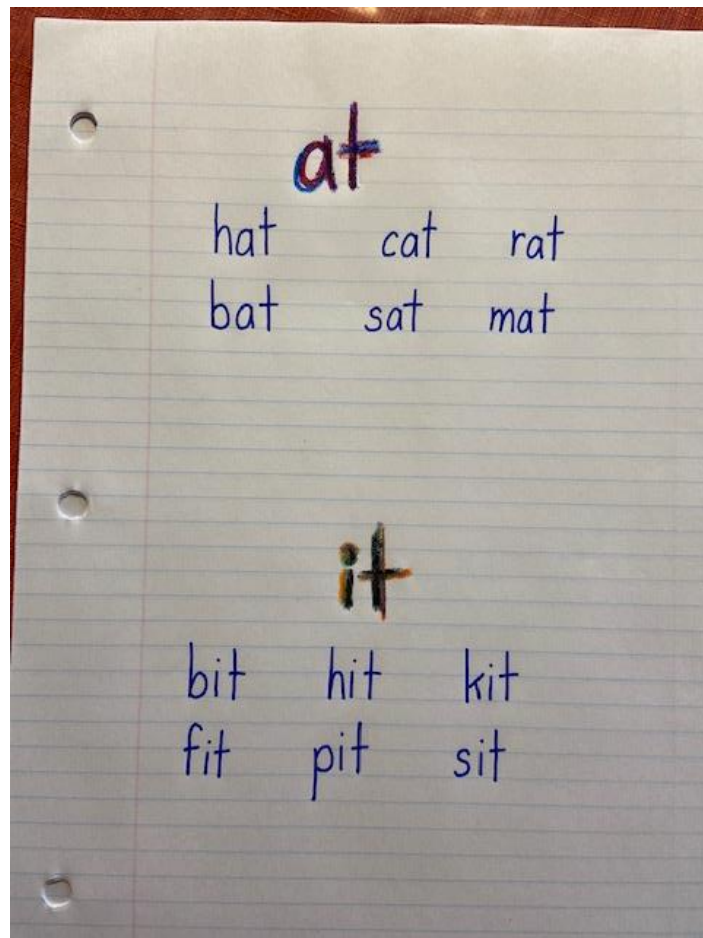 at
hat cat rat
bat sat mat
it
bit hit kit
fit pit sit